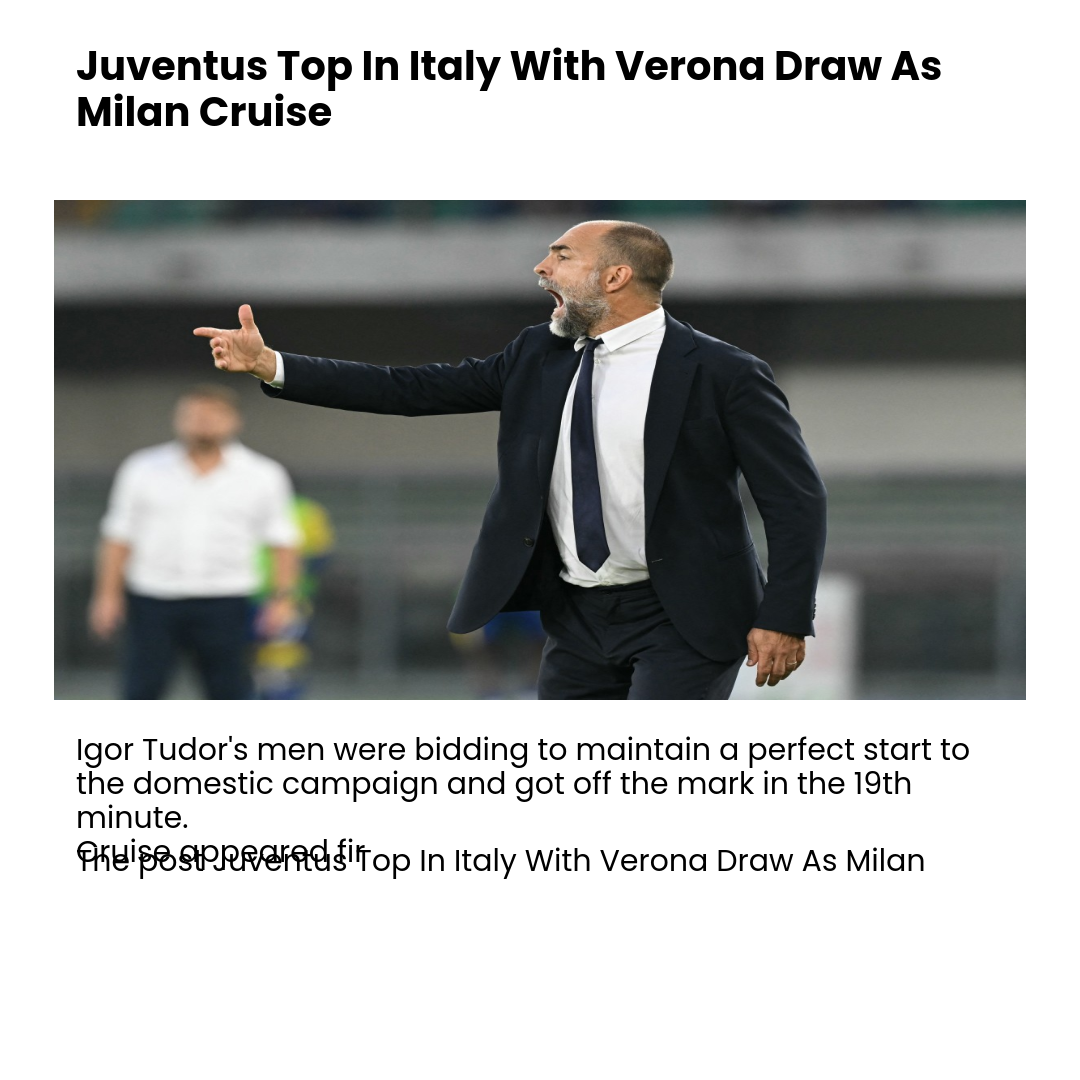 Juventus Top In Italy With Verona Draw As
Milan Cruise
Igor Tudor's men were bidding to maintain a perfect start to
the domestic campaign and got off the mark in the 19th
minute.
The post Juventus Top In Italy With Verona Draw As Milan
Cruise appeared fir